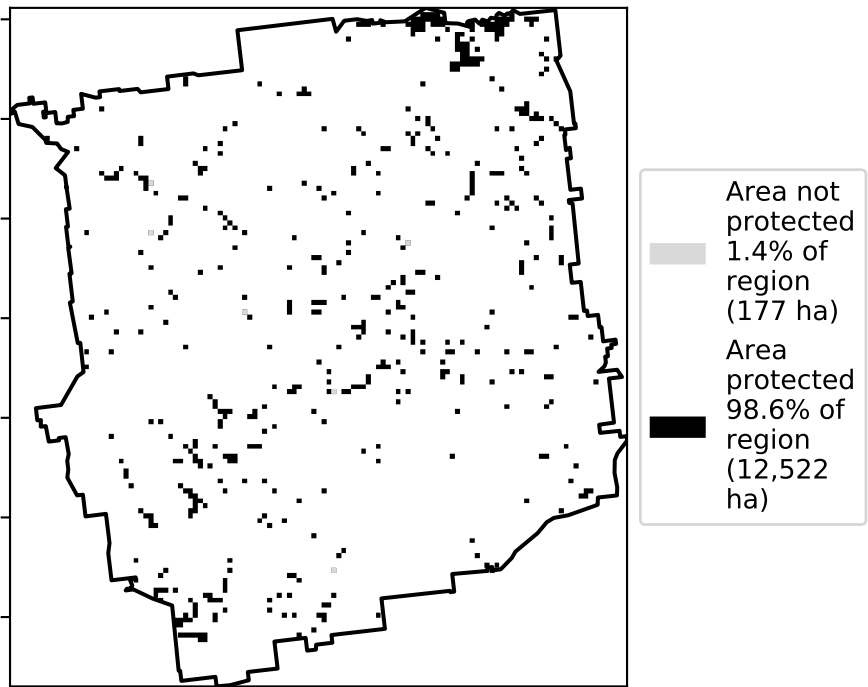 Area not
protected
1.4% of
region
(177 ha)
Area
protected
98.6% of
region
(12,522
ha)